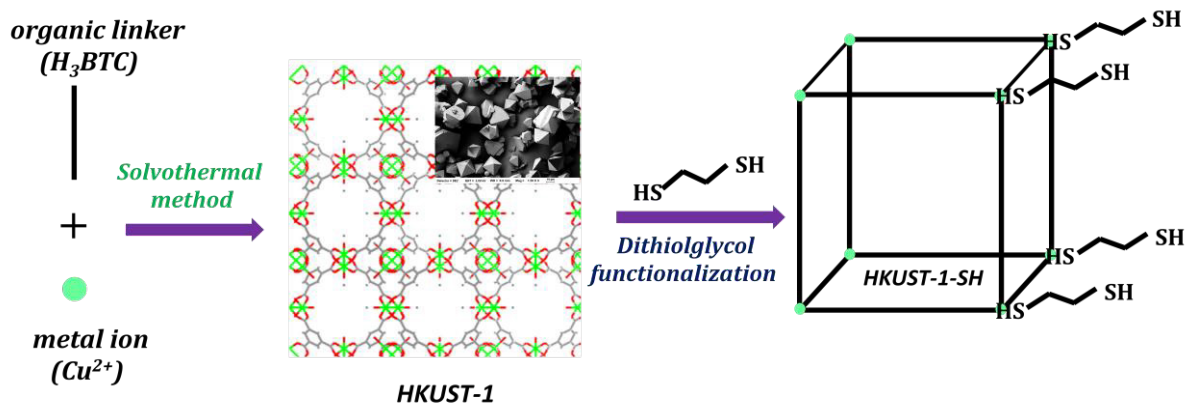 organic linker
(H₃BTC)
+
metal ion
(Cu²⁺)
Solvothermal
method
HKUST-1
HS
SH
Dithiolglycol
functionalization
HS
SH
HS
SH
HS
SH
HS
SH
HKUST-1-SH